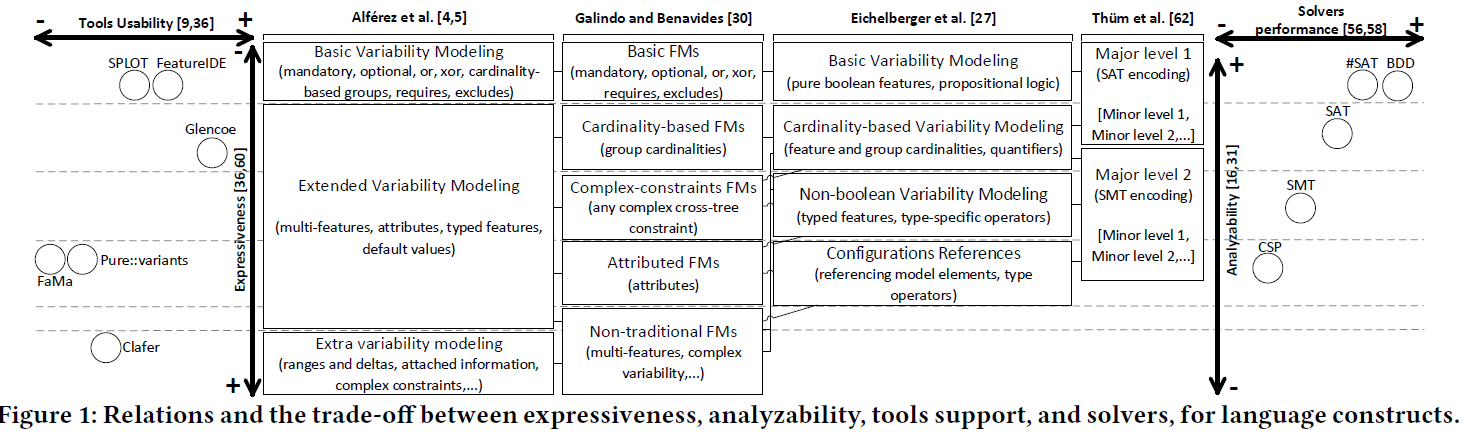 - Tools Usability [9,36] +
Alférez et al. [4,5]
Galindo and Benavides [30]
Eichelberger et al. [27]
Thüm et al. [62]
Solvers
- performance [56,58] +
SPLOT FeatureIDE
Glencoe
Pure::variants
FaMa
Clafer
-
Expressiveness [36,60]
+
Basic Variability Modeling
(mandatory, optional, or, xor, cardinality-
based groups, requires, excludes)
Extended Variability Modeling
(multi-features, attributes, typed features,
default values)
Extra variability modeling
(ranges and deltas, attached information,
complex constraints,...)
Basic FMs
(mandatory, optional, or, xor,
requires, excludes)
Cardinality-based FMs
(group cardinalities)
Complex-constraints FMs
(any complex cross-tree
constraint)
Attributed FMs
(attributes)
Non-traditional FMs
(multi-features, complex
variability,...)
Basic Variability Modeling
(pure boolean features, propositional logic)
Cardinality-based Variability Modeling
(feature and group cardinalities, quantifiers)
Non-boolean Variability Modeling
(typed features, type-specific operators)
Configurations References
(referencing model elements, type
operators)
Major level 1
(SAT encoding)
[Minor level 1,
Minor level 2,...]
Major level 2
(SMT encoding)
[Minor level 1,
Minor level 2,...]
+
Analyzability [16,31]
-
#SAT BDD
SAT
SMT
CSP
Figure 1: Relations and the trade-off between expressiveness, analyzability, tools support, and solvers, for language constructs.